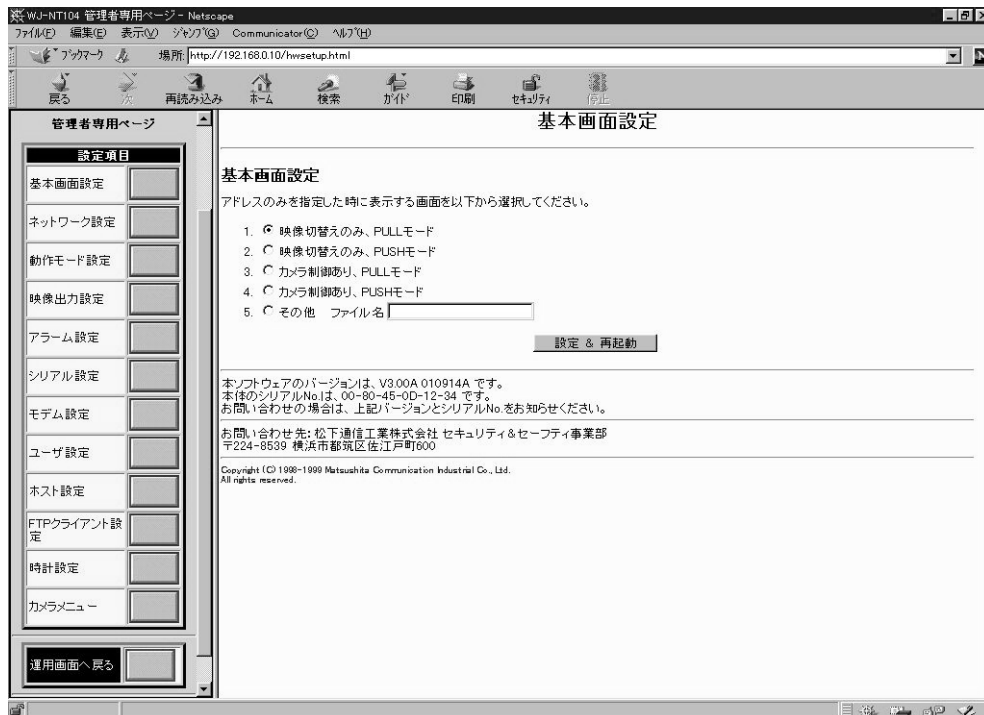 WJ-NT104 管理者専用ページ - Netscape
ファイル(F) 編集(E) 表示(V) ジャンプ(G) Communicator(C) ヘルプ(H)
ブックマーク 場所: http://192.168.0.10/hwsetup.html
戻る 次 再読み込み ホーム 検索 ガイド 印刷 セキュリティ 停止
管理者専用ページ
設定項目
基本画面設定
ネットワーク設定
動作モード設定
映像出力設定
アラーム設定
シリアル設定
モデム設定
ユーザ設定
ホスト設定
FTPクライアント設
定
時計設定
カメラメニュー
運用画面へ戻る
基本画面設定
基本画面設定
アドレスのみを指定した時に表示する画面を以下から選択してください。
1. 映像切替えのみ、PULLモード
2. 映像切替えのみ、PUSHモード
3. カメラ制御あり、PULLモード
4. カメラ制御あり、PUSHモード
5. その他 ファイル名
設定 & 再起動
本ソフトウェアのバージョンは、V3.00A 010914A です。
本体のシリアルNo.は、00-80-45-0D-12-34 です。
お問い合わせの場合は、上記バージョンとシリアルNo.をお知らせください。
お問い合わせ先: 松下通信工業株式会社 セキュリティ&セーフティ事業部
〒224-8539 横浜市都筑区佐江戸町600
Copyright (C) 1998-1999 Matsushita Communication Industrial Co., Ltd.
All rights reserved.